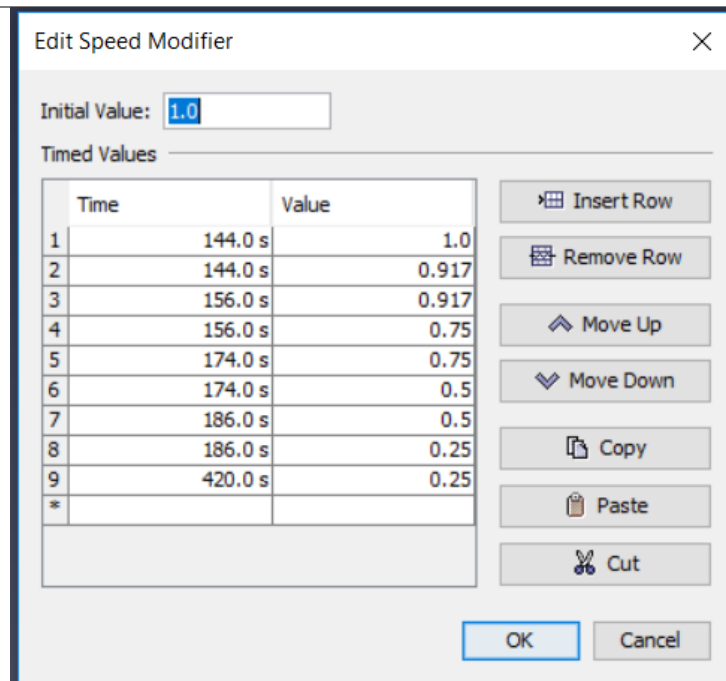 Edit Speed Modifier
Initial Value: 1.0
Timed Values
Time Value
1 144.0 s 1.0
2 144.0 s 0.917
3 156.0 s 0.917
4 156.0 s 0.75
5 174.0 s 0.75
6 174.0 s 0.5
7 186.0 s 0.5
8 186.0 s 0.25
9 420.0 s 0.25
*
Insert Row
Remove Row
Move Up
Move Down
Copy
Paste
Cut
OK Cancel